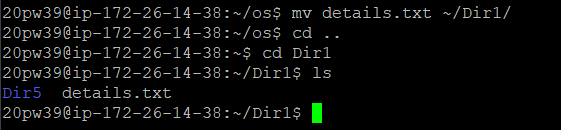 20pw39@ip-172-26-14-38:~/os$ mv details.txt ~/Dir1/
20pw39@ip-172-26-14-38:~/os$ cd ..
20pw39@ip-172-26-14-38:~$ cd Dir1
20pw39@ip-172-26-14-38:~/Dir1$ ls
Dir5  details.txt
20pw39@ip-172-26-14-38:~/Dir1$